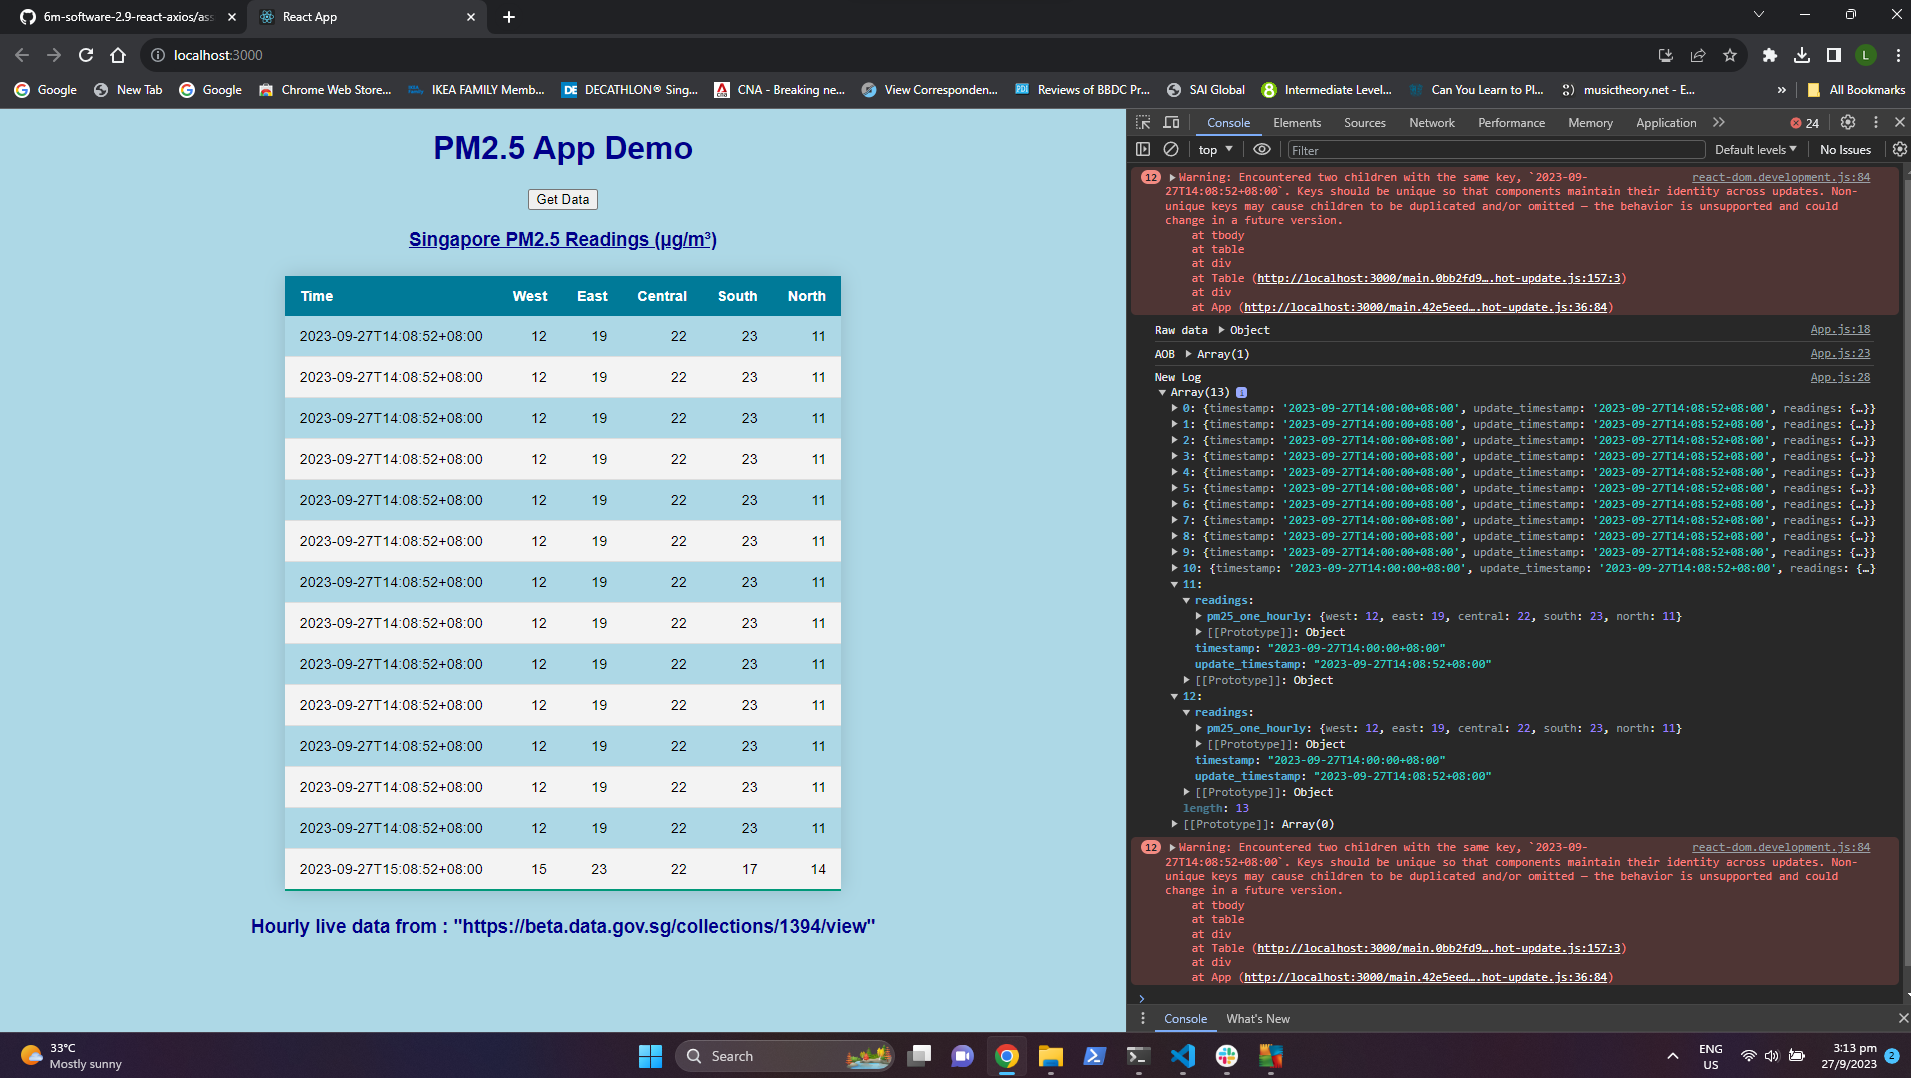 6m-software-2.9-react-axios/ass
React App
localhost:3000
L
Google
New Tab
Google
Chrome Web Store...
IKEA FAMILY Memb...
DECATHLON® Sing...
CNA - Breaking ne...
View Corresponden...
Reviews of BBDC Pr...
SAI Global
Intermediate Level...
Can You Learn to Pl...
musictheory.net - E...
All Bookmarks
PM2.5 App Demo
Get Data
Singapore PM2.5 Readings (µg/m³)
Time West East Central South North
2023-09-27T14:08:52+08:00 12 19 22 23 11
2023-09-27T14:08:52+08:00 12 19 22 23 11
2023-09-27T14:08:52+08:00 12 19 22 23 11
2023-09-27T14:08:52+08:00 12 19 22 23 11
2023-09-27T14:08:52+08:00 12 19 22 23 11
2023-09-27T14:08:52+08:00 12 19 22 23 11
2023-09-27T14:08:52+08:00 12 19 22 23 11
2023-09-27T14:08:52+08:00 12 19 22 23 11
2023-09-27T14:08:52+08:00 12 19 22 23 11
2023-09-27T14:08:52+08:00 12 19 22 23 11
2023-09-27T14:08:52+08:00 12 19 22 23 11
2023-09-27T14:08:52+08:00 12 19 22 23 11
2023-09-27T14:08:52+08:00 12 19 22 23 11
2023-09-27T15:08:52+08:00 15 23 22 17 14
Hourly live data from : "https://beta.data.gov.sg/collections/1394/view"
Console Elements Sources Network Performance Memory Application 24
top Filter Default levels No Issues
12 Warning: Encountered two children with the same key, `2023-09- react-dom.development.js:84
27T14:08:52+08:00`. Keys should be unique so that components maintain their identity across updates. Non-
unique keys may cause children to be duplicated and/or omitted — the behavior is unsupported and could
change in a future version.
at tbody
at table
at div
at Table (http://localhost:3000/main.0bb2fd9….hot-update.js:157:3)
at div
at App (http://localhost:3000/main.42e5eed….hot-update.js:36:84)
Raw data Object App.js:18
AOB Array(1) App.js:23
New Log App.js:28
Array(13) i
0: {timestamp: '2023-09-27T14:00:00+08:00', update_timestamp: '2023-09-27T14:08:52+08:00', readings: {…}}
1: {timestamp: '2023-09-27T14:00:00+08:00', update_timestamp: '2023-09-27T14:08:52+08:00', readings: {…}}
2: {timestamp: '2023-09-27T14:00:00+08:00', update_timestamp: '2023-09-27T14:08:52+08:00', readings: {…}}
3: {timestamp: '2023-09-27T14:00:00+08:00', update_timestamp: '2023-09-27T14:08:52+08:00', readings: {…}}
4: {timestamp: '2023-09-27T14:00:00+08:00', update_timestamp: '2023-09-27T14:08:52+08:00', readings: {…}}
5: {timestamp: '2023-09-27T14:00:00+08:00', update_timestamp: '2023-09-27T14:08:52+08:00', readings: {…}}
6: {timestamp: '2023-09-27T14:00:00+08:00', update_timestamp: '2023-09-27T14:08:52+08:00', readings: {…}}
7: {timestamp: '2023-09-27T14:00:00+08:00', update_timestamp: '2023-09-27T14:08:52+08:00', readings: {…}}
8: {timestamp: '2023-09-27T14:00:00+08:00', update_timestamp: '2023-09-27T14:08:52+08:00', readings: {…}}
9: {timestamp: '2023-09-27T14:00:00+08:00', update_timestamp: '2023-09-27T14:08:52+08:00', readings: {…}}
10: {timestamp: '2023-09-27T14:00:00+08:00', update_timestamp: '2023-09-27T14:08:52+08:00', readings: {…}
11:
readings:
pm25_one_hourly: {west: 12, east: 19, central: 22, south: 23, north: 11}
[[Prototype]]: Object
timestamp: "2023-09-27T14:00:00+08:00"
update_timestamp: "2023-09-27T14:08:52+08:00"
[[Prototype]]: Object
12:
readings:
pm25_one_hourly: {west: 12, east: 19, central: 22, south: 23, north: 11}
[[Prototype]]: Object
timestamp: "2023-09-27T14:00:00+08:00"
update_timestamp: "2023-09-27T14:08:52+08:00"
[[Prototype]]: Object
length: 13
[[Prototype]]: Array(0)
12 Warning: Encountered two children with the same key, `2023-09- react-dom.development.js:84
27T14:08:52+08:00`. Keys should be unique so that components maintain their identity across updates. Non-
unique keys may cause children to be duplicated and/or omitted — the behavior is unsupported and could
change in a future version.
at tbody
at table
at div
at Table (http://localhost:3000/main.0bb2fd9….hot-update.js:157:3)
at div
at App (http://localhost:3000/main.42e5eed….hot-update.js:36:84)
Console What's New
33°C
Mostly sunny
Search
ENG
US
3:13 pm
27/9/2023
2